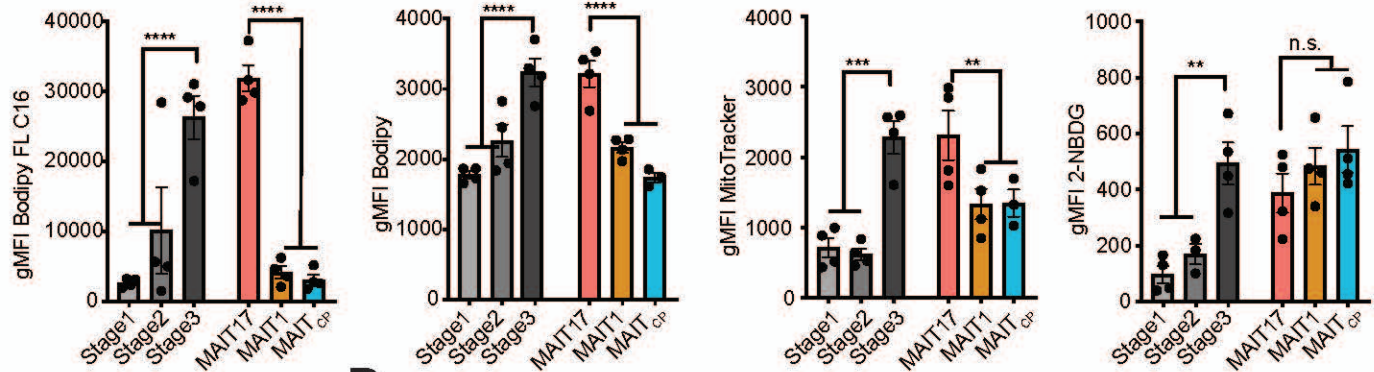 gMFI Bodipy FL C16
40000
30000
20000
10000
0
****
****
Stage1
Stage2
Stage3
MAIT17
MAIT1
MAIT CP
gMFI Bodipy
4000
3000
2000
1000
0
****
****
Stage1
Stage2
Stage3
MAIT17
MAIT1
MAIT CP
gMFI MitoTracker
4000
3000
2000
1000
0
***
**
Stage1
Stage2
Stage3
MAIT17
MAIT1
MAIT CP
gMFI 2-NBDG
1000
800
600
400
200
0
**
n.s.
Stage1
Stage2
Stage3
MAIT17
MAIT1
MAIT CP